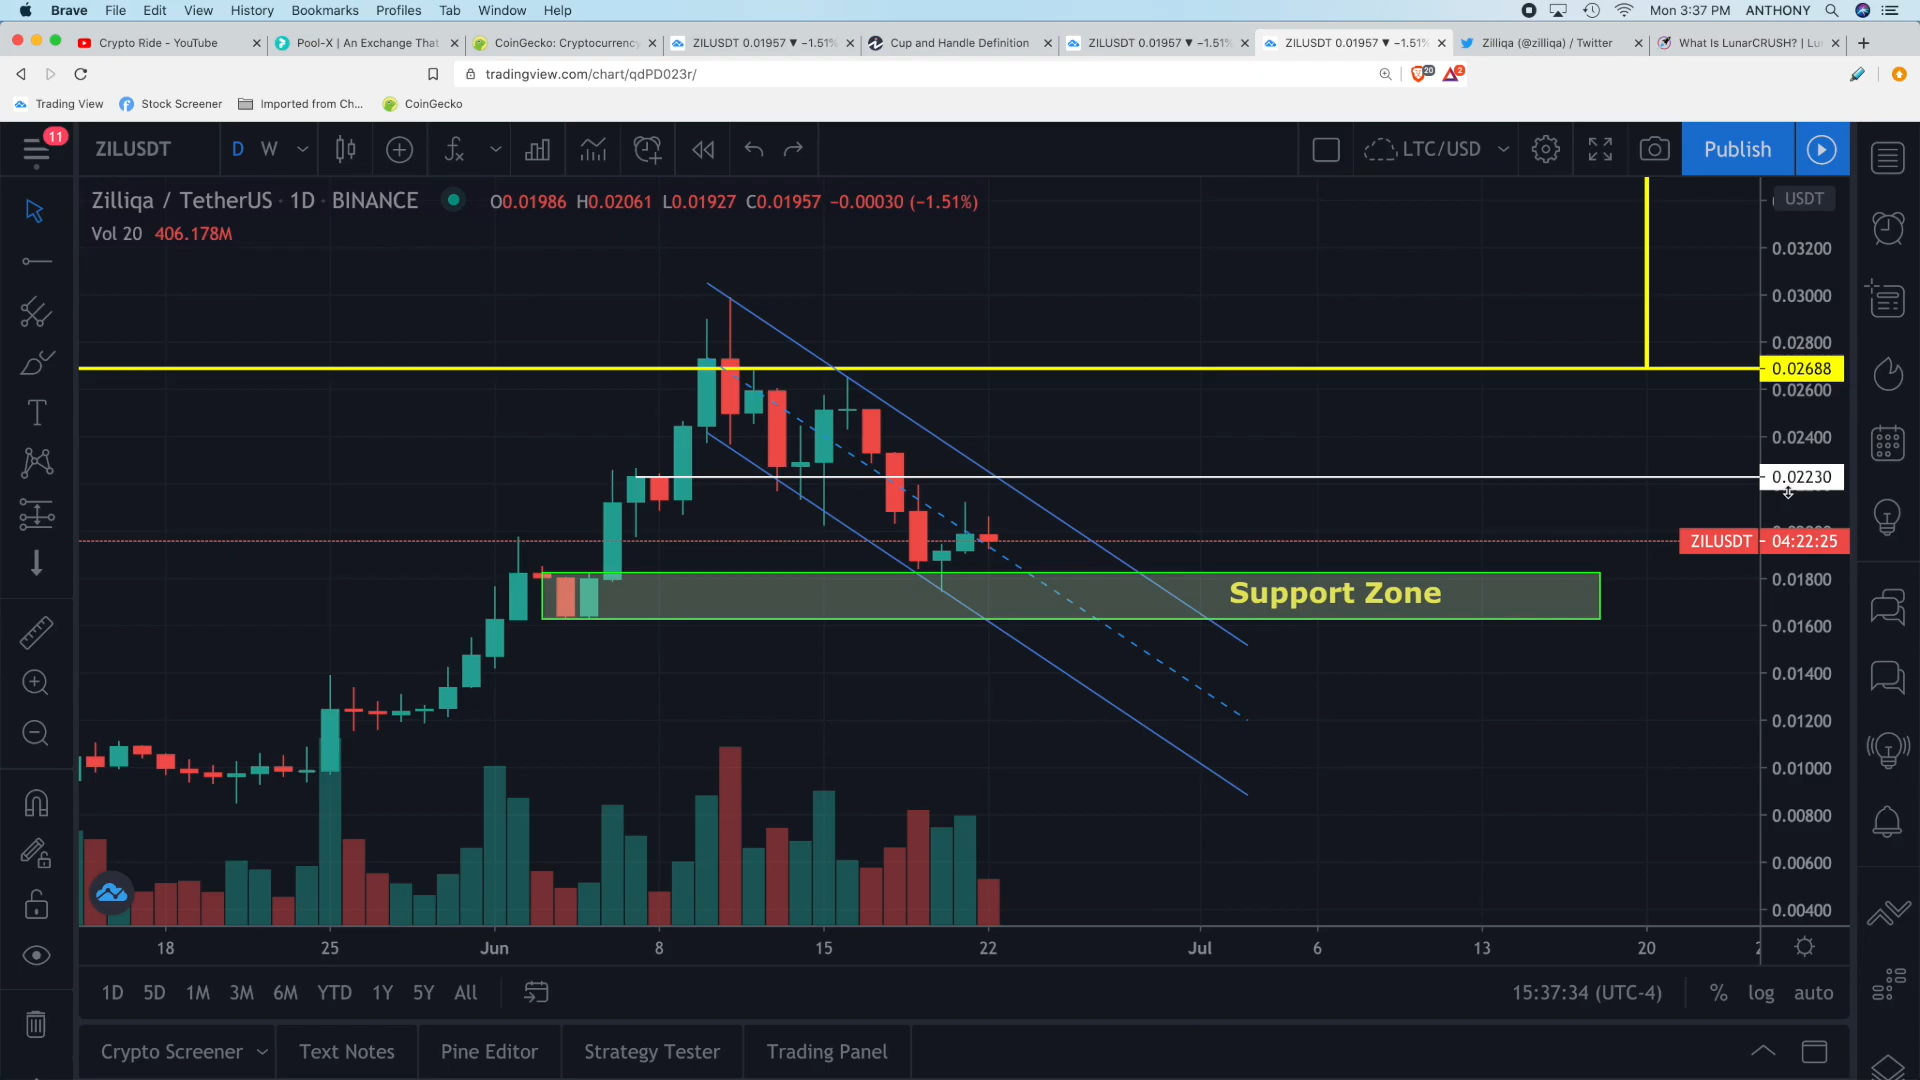 Brave File Edit View History Bookmarks Profiles Tab Window Help Mon 3:37 PM ANTHONY
Crypto Ride - YouTube Pool-X | An Exchange That CoinGecko: Cryptocurrency ZILUSDT 0.01957 ▼ −1.51% Cup and Handle Definition ZILUSDT 0.01957 ▼ −1.51% ZILUSDT 0.01957 ▼ −1.51% Zilliqa (@zilliqa) / Twitter What Is LunarCRUSH? | Lu
tradingview.com/chart/qdPD023r/ 20 2
Trading View Stock Screener Imported from Ch... CoinGecko
11 ZILUSDT D W LTC/USD Publish
Zilliqa / TetherUS · 1D · BINANCE O0.01986 H0.02061 L0.01927 C0.01957 −0.00030 (−1.51%) USDT
Vol 20 406.178M
0.03200
0.03000
0.02800
0.02688
0.02600
0.02400
0.02230
ZILUSDT 04:22:25
0.01800
Support Zone
0.01600
0.01400
0.01200
0.01000
0.00800
0.00600
0.00400
18 25 Jun 8 15 22 Jul 6 13 20
1D 5D 1M 3M 6M YTD 1Y 5Y All 15:37:34 (UTC-4) % log auto
Crypto Screener Text Notes Pine Editor Strategy Tester Trading Panel